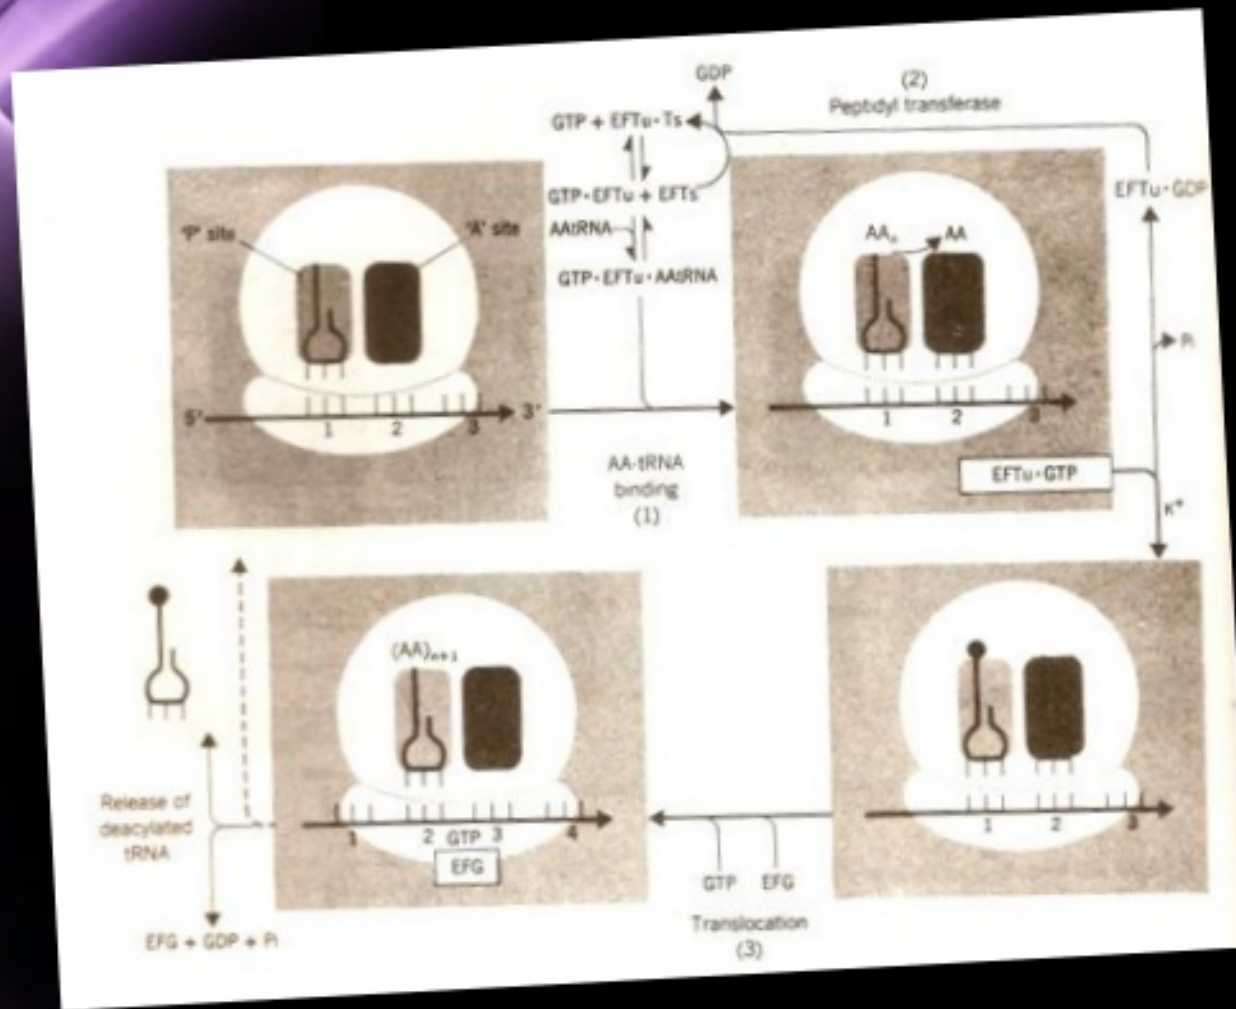 GDP
(2)
Peptidyl transferase
GTP + EFTu·Ts
GTP·EFTu + EFTs
EFTu·GDP
'P' site
'A' site
AAtRNA
AAₙ
AA
GTP·EFTu·AAtRNA
Pi
5'
3'
1
2
3
1
2
3
AA-tRNA
binding
(1)
EFTu·GTP
K⁺
(AA)ₙ₊₁
Release of
deacylated
tRNA
1
2
GTP
3
4
EFG
1
2
3
GTP
EFG
Translocation
(3)
EFG + GDP + Pi